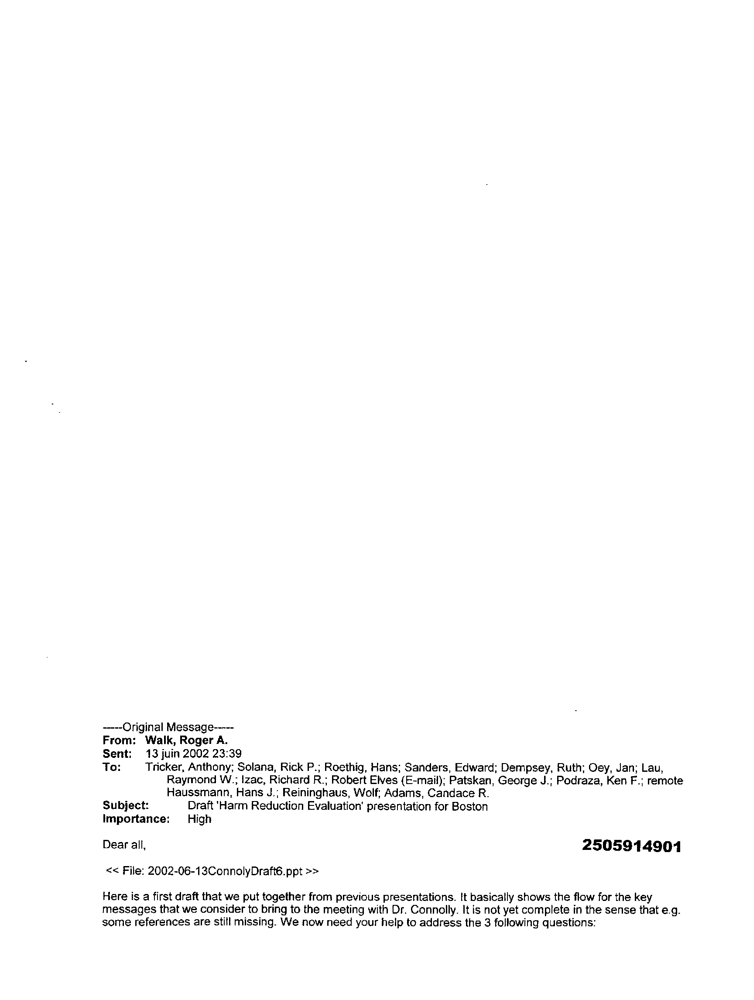 -----Original Message-----
From: Walk, Roger A.
Sent: 13 juin 2002 23:39
To: Tricker, Anthony; Solana, Rick P.; Roethig, Hans; Sanders, Edward; Dempsey, Ruth; Oey, Jan; Lau,
Raymond W.; Izac, Richard R.; Robert Elves (E-mail); Patskan, George J.; Podraza, Ken F.; remote
Haussmann, Hans J.; Reininghaus, Wolf; Adams, Candace R.
Subject: Draft 'Harm Reduction Evaluation' presentation for Boston
Importance: High
Dear all,
2505914901
<< File: 2002-06-13ConnolyDraft6.ppt >>
Here is a first draft that we put together from previous presentations. It basically shows the flow for the key
messages that we consider to bring to the meeting with Dr. Connolly. It is not yet complete in the sense that e.g.
some references are still missing. We now need your help to address the 3 following questions: